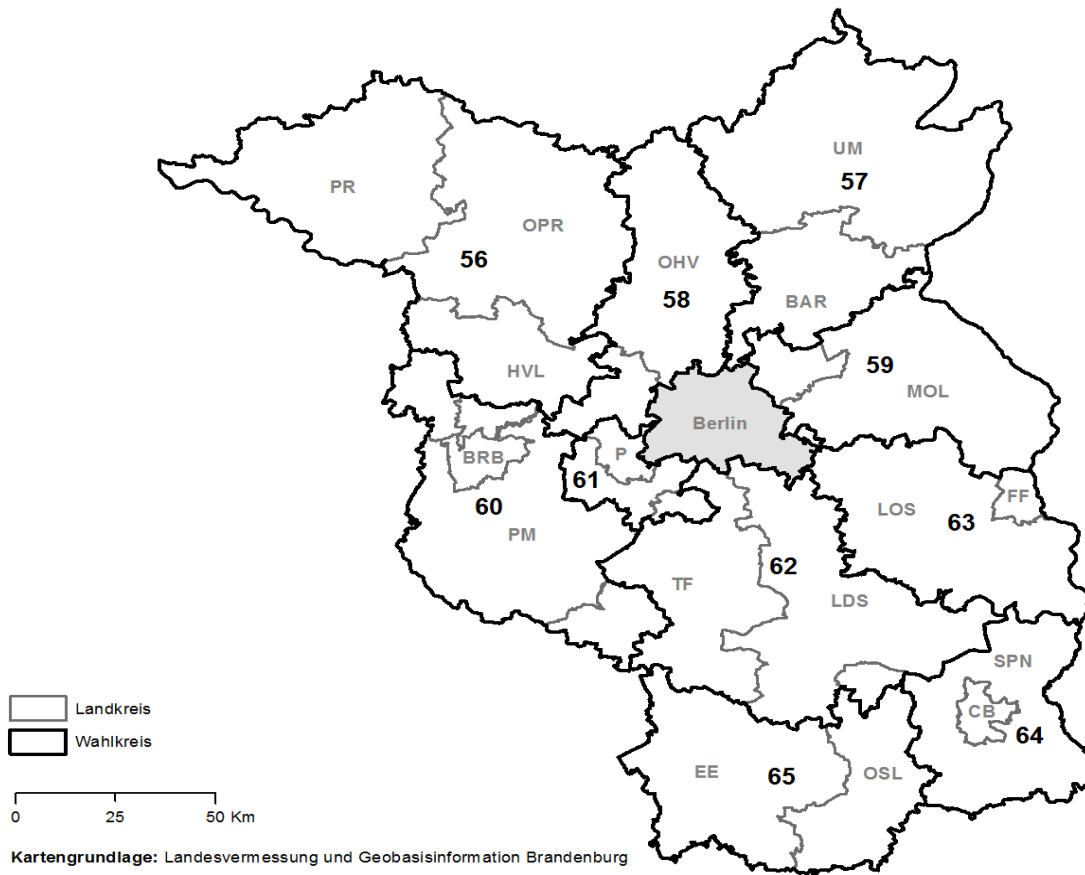 UM
57
PR
OPR
56
OHV
58
BAR
HVL
59
MOL
Berlin
BRB
P
61
60
PM
LOS
63
FF
62
TF
LDS
SPN
CB
64
EE
65
OSL
Landkreis
Wahlkreis
0 25 50 Km
Kartengrundlage: Landesvermessung und Geobasisinformation Brandenburg